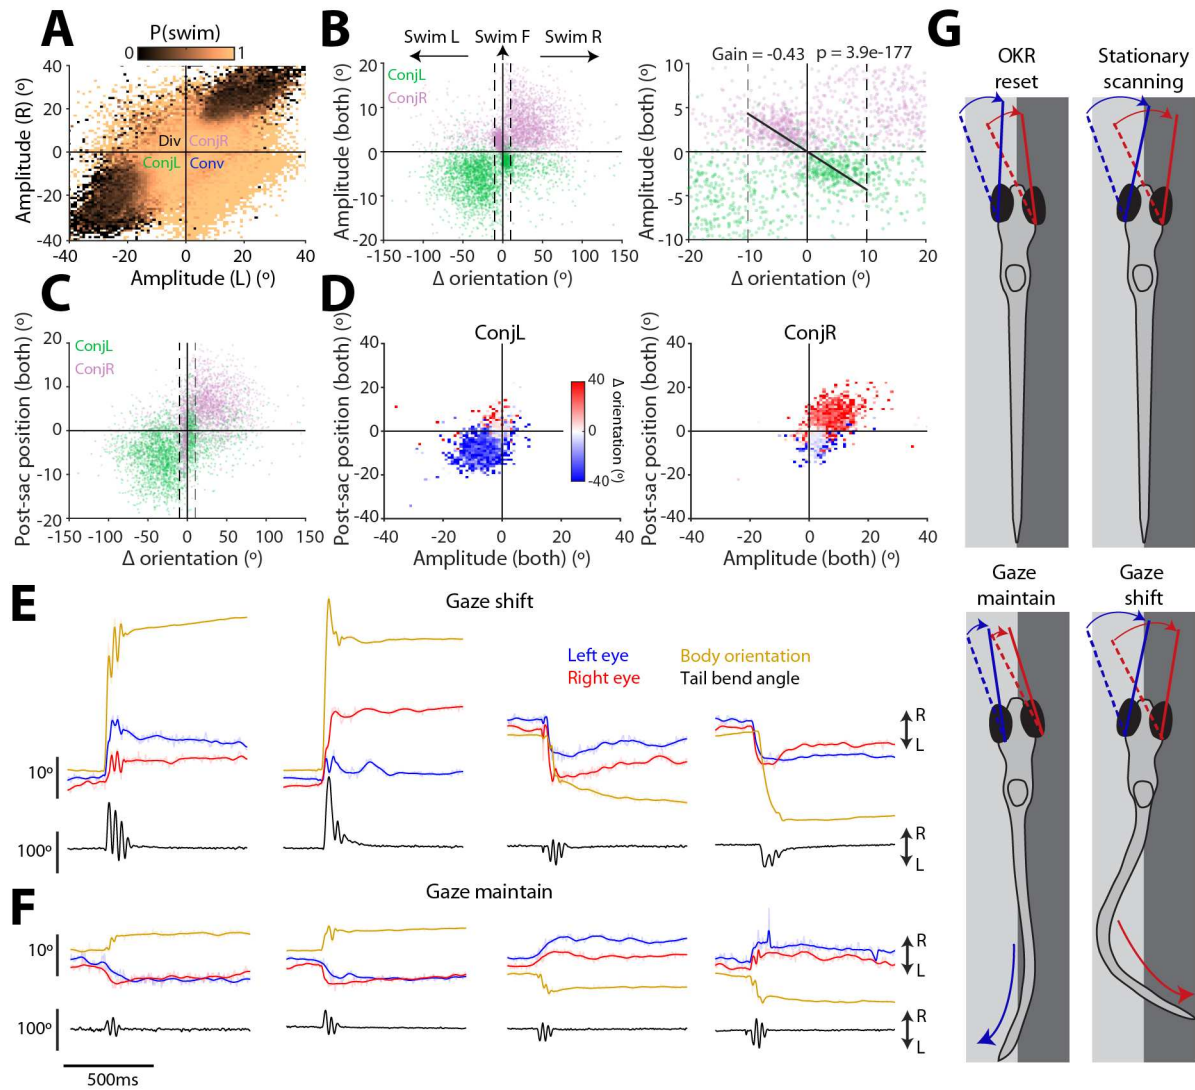 A
P(swim)
0 1
Amplitude (R) (º)
40
20
0
-20
-40
Div ConjR
ConjL Conv
-40 -20 0 20 40
Amplitude (L) (º)
B
Swim L Swim F Swim R
ConjL
ConjR
Amplitude (both) (º)
20
10
0
-10
-20
-150 -100 -50 0 50 100 150
Δ orientation (º)
Gain = -0.43 p = 3.9e-177
Amplitude (both) (º)
10
5
0
-5
-10
-20 -10 0 10 20
Δ orientation (º)
C
ConjL
ConjR
Post-sac position (both) (º)
20
10
0
-10
-20
-150 -100 -50 0 50 100 150
Δ orientation (º)
D
ConjL
Post-sac position (both) (º)
40
20
0
-20
-40
-40 -20 0 20 40
Amplitude (both) (º)
40
0
-40
Δ orientation (º)
ConjR
Post-sac position (both) (º)
40
20
0
-20
-40
-40 -20 0 20 40
Amplitude (both) (º)
E
Gaze shift
Left eye
Right eye
Body orientation
Tail bend angle
R
L
10º
R
L
100º
F
Gaze maintain
10º
R
L
100º
R
L
500ms
G
OKR
reset
Stationary
scanning
Gaze
maintain
Gaze
shift